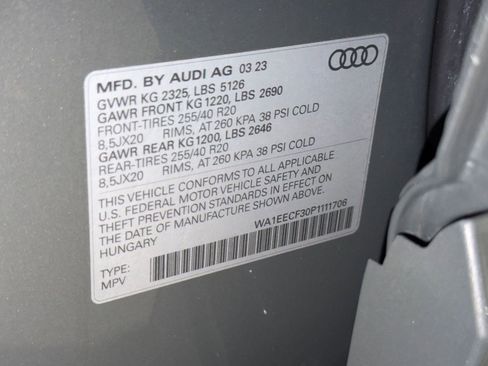 MFD. BY AUDI AG 03 23
GVWR KG 2325, LBS 5126
GAWR FRONT KG 1220, LBS 2690
FRONT-TIRES 255/40 R20
8,5JX20 RIMS, AT 260 KPA 38 PSI COLD
GAWR REAR KG1200, LBS 2646
REAR-TIRES 255/40 R20
8,5JX20 RIMS, AT 260 KPA 38 PSI COLD
THIS VEHICLE CONFORMS TO ALL APPLICABLE
U.S. FEDERAL MOTOR VEHICLE SAFETY AND
THEFT PREVENTION STANDARDS IN EFFECT ON
THE DATE OF MANUFACTURE SHOWN ABOVE
HUNGARY
WA1EECF30P1111706
TYPE:
MPV